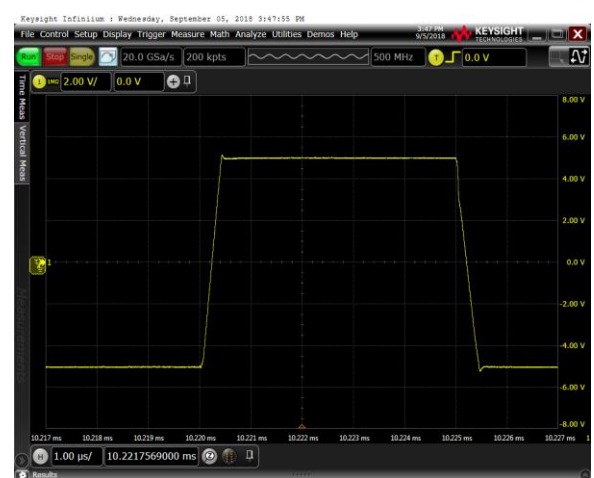 Keysight Infiniium : Wednesday, September 05, 2018 3:47:55 PM
File Control Setup Display Trigger Measure Math Analyze Utilities Demos Help 3:47 PM 9/5/2018 KEYSIGHT TECHNOLOGIES
Run Stop Single 20.0 GSa/s 200 kpts 500 MHz T 0.0 V
1 1MΩ 2.00 V/ 0.0 V +
Time Meas
Vertical Meas
Measurements
8.00 V
6.00 V
4.00 V
2.00 V
1 0.0 V
-2.00 V
-4.00 V
-6.00 V
-8.00 V
10.217 ms 10.218 ms 10.219 ms 10.220 ms 10.221 ms 10.222 ms 10.223 ms 10.224 ms 10.225 ms 10.226 ms 10.227 ms 1
H 1.00 µs/ 10.2217569000 ms
Results